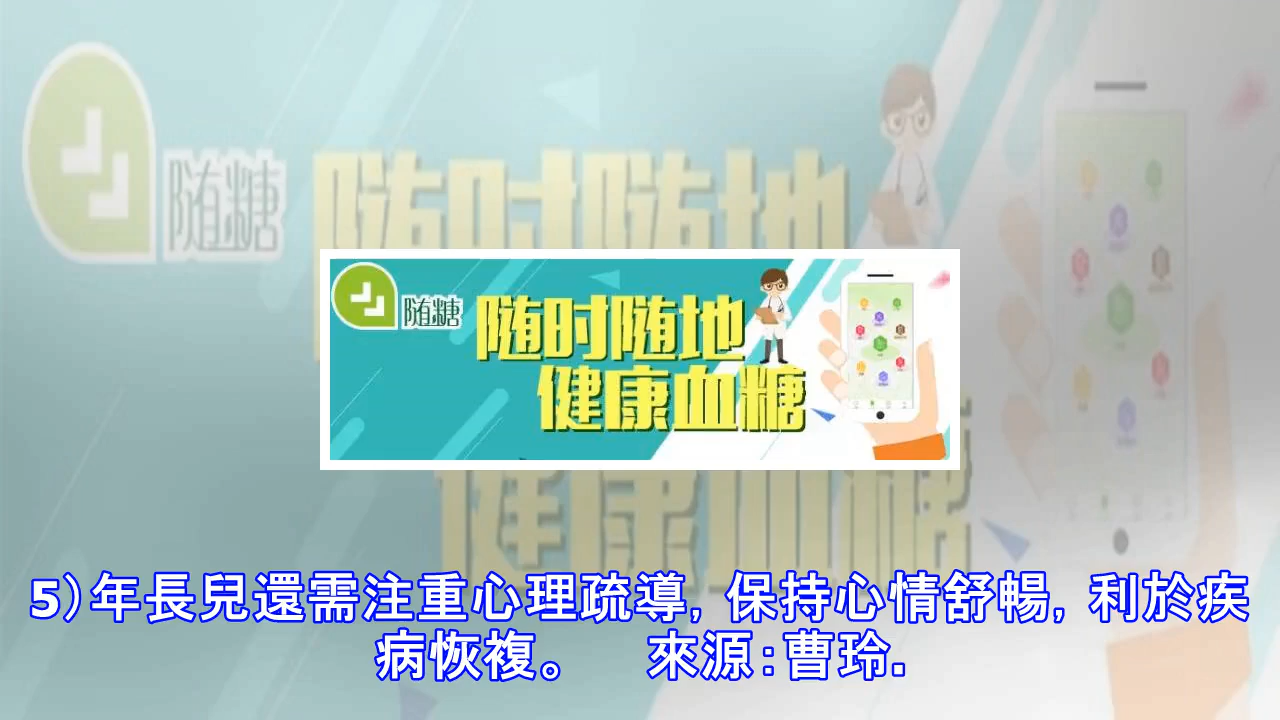 随糖
随时随地
健康血糖
5)年長兒還需注重心理疏導, 保持心情舒暢, 利於疾
病恢複。 來源:曹玲.